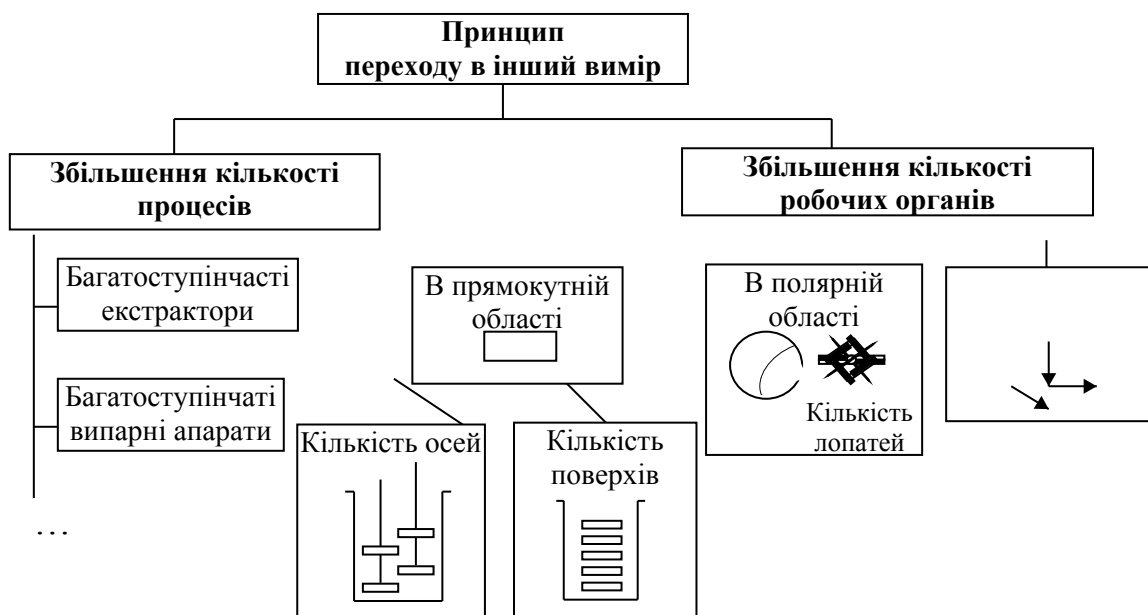 Принцип
переходу в інший вимір
Збільшення кількості
процесів
Збільшення кількості
робочих органів
Багатоступінчасті
екстрактори
Багатоступінчаті
випарні апарати
...
В прямокутній
області
Кількість осей
Кількість
поверхів
В полярній
області
Кількість
лопатей